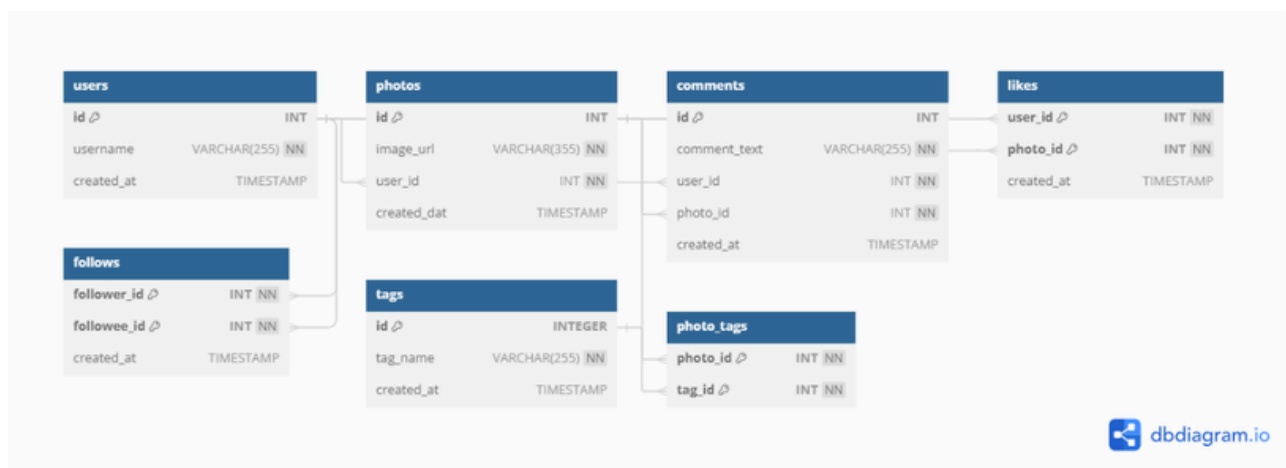 users
id INT
username VARCHAR(255) NN
created_at TIMESTAMP
follows
follower_id INT NN
followee_id INT NN
created_at TIMESTAMP
photos
id INT
image_url VARCHAR(355) NN
user_id INT NN
created_dat TIMESTAMP
tags
id INTEGER
tag_name VARCHAR(255) NN
created_at TIMESTAMP
comments
id INT
comment_text VARCHAR(255) NN
user_id INT NN
photo_id INT NN
created_at TIMESTAMP
photo_tags
photo_id INT NN
tag_id INT NN
likes
user_id INT NN
photo_id INT NN
created_at TIMESTAMP
dbdiagram.io